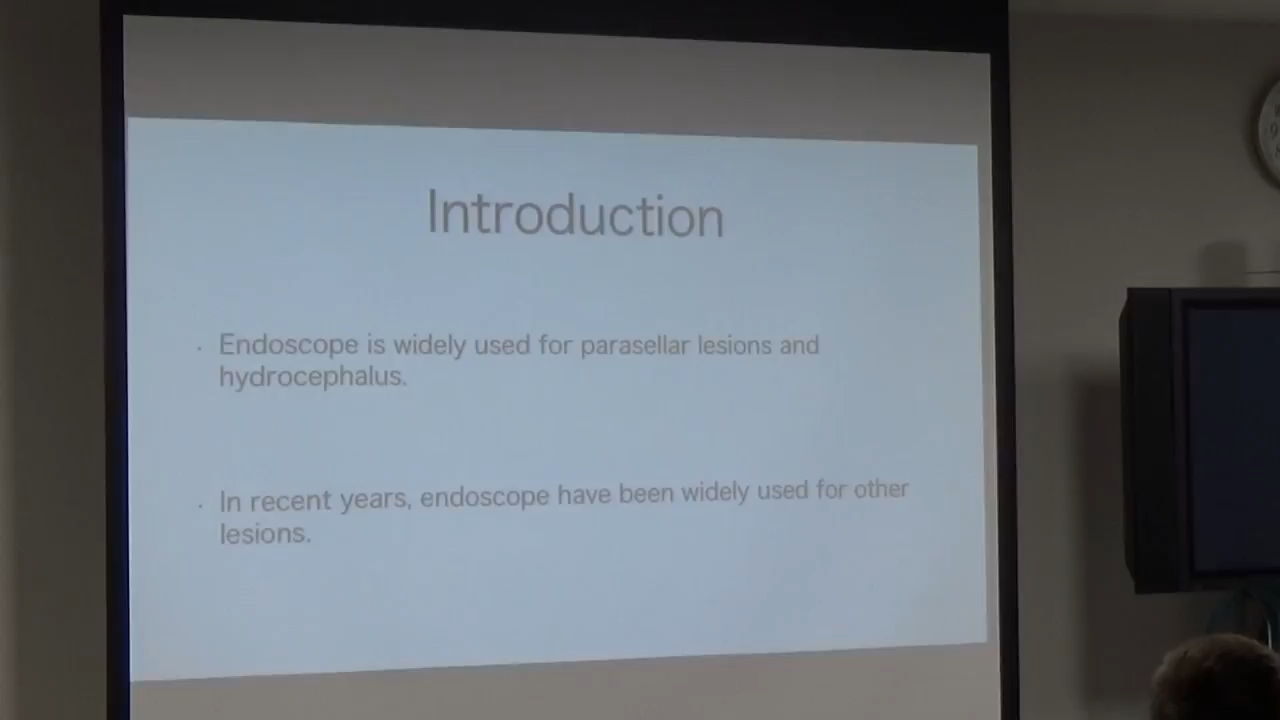 Introduction
· Endoscope is widely used for parasellar lesions and
hydrocephalus.
· In recent years, endoscope have been widely used for other
lesions.